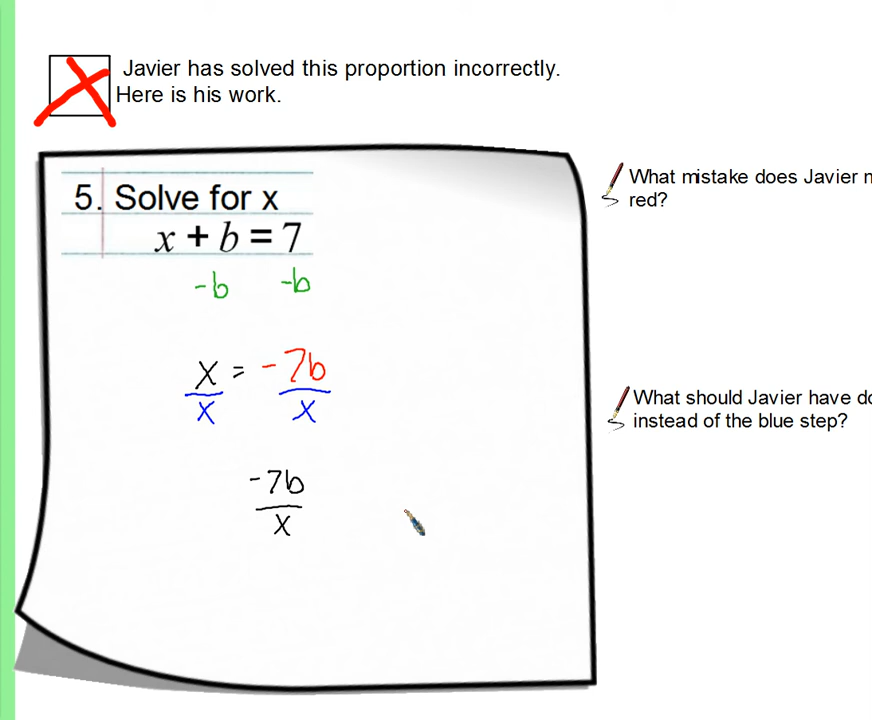 Javier has solved this proportion incorrectly.
Here is his work.
5. Solve for x
x + b = 7
-b -b
x = -7b
x x
-7b
x
What mistake does Javier
red?
What should Javier have
instead of the blue step?